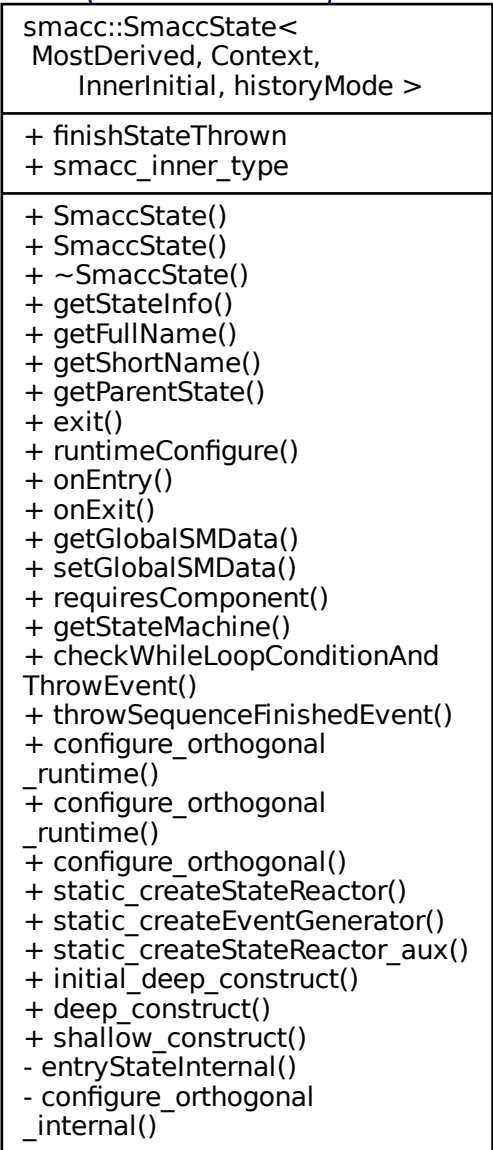 smacc::SmaccState<
MostDerived, Context,
InnerInitial, historyMode >
+ finishStateThrown
+ smacc_inner_type
+ SmaccState()
+ SmaccState()
+ ~SmaccState()
+ getStateInfo()
+ getFullName()
+ getShortName()
+ getParentState()
+ exit()
+ runtimeConfigure()
+ onEntry()
+ onExit()
+ getGlobalSMData()
+ setGlobalSMData()
+ requiresComponent()
+ getStateMachine()
+ checkWhileLoopConditionAnd
ThrowEvent()
+ throwSequenceFinishedEvent()
+ configure_orthogonal
_runtime()
+ configure_orthogonal
_runtime()
+ configure_orthogonal()
+ static_createStateReactor()
+ static_createEventGenerator()
+ static_createStateReactor_aux()
+ initial_deep_construct()
+ deep_construct()
+ shallow_construct()
- entryStateInternal()
- configure_orthogonal
_internal()